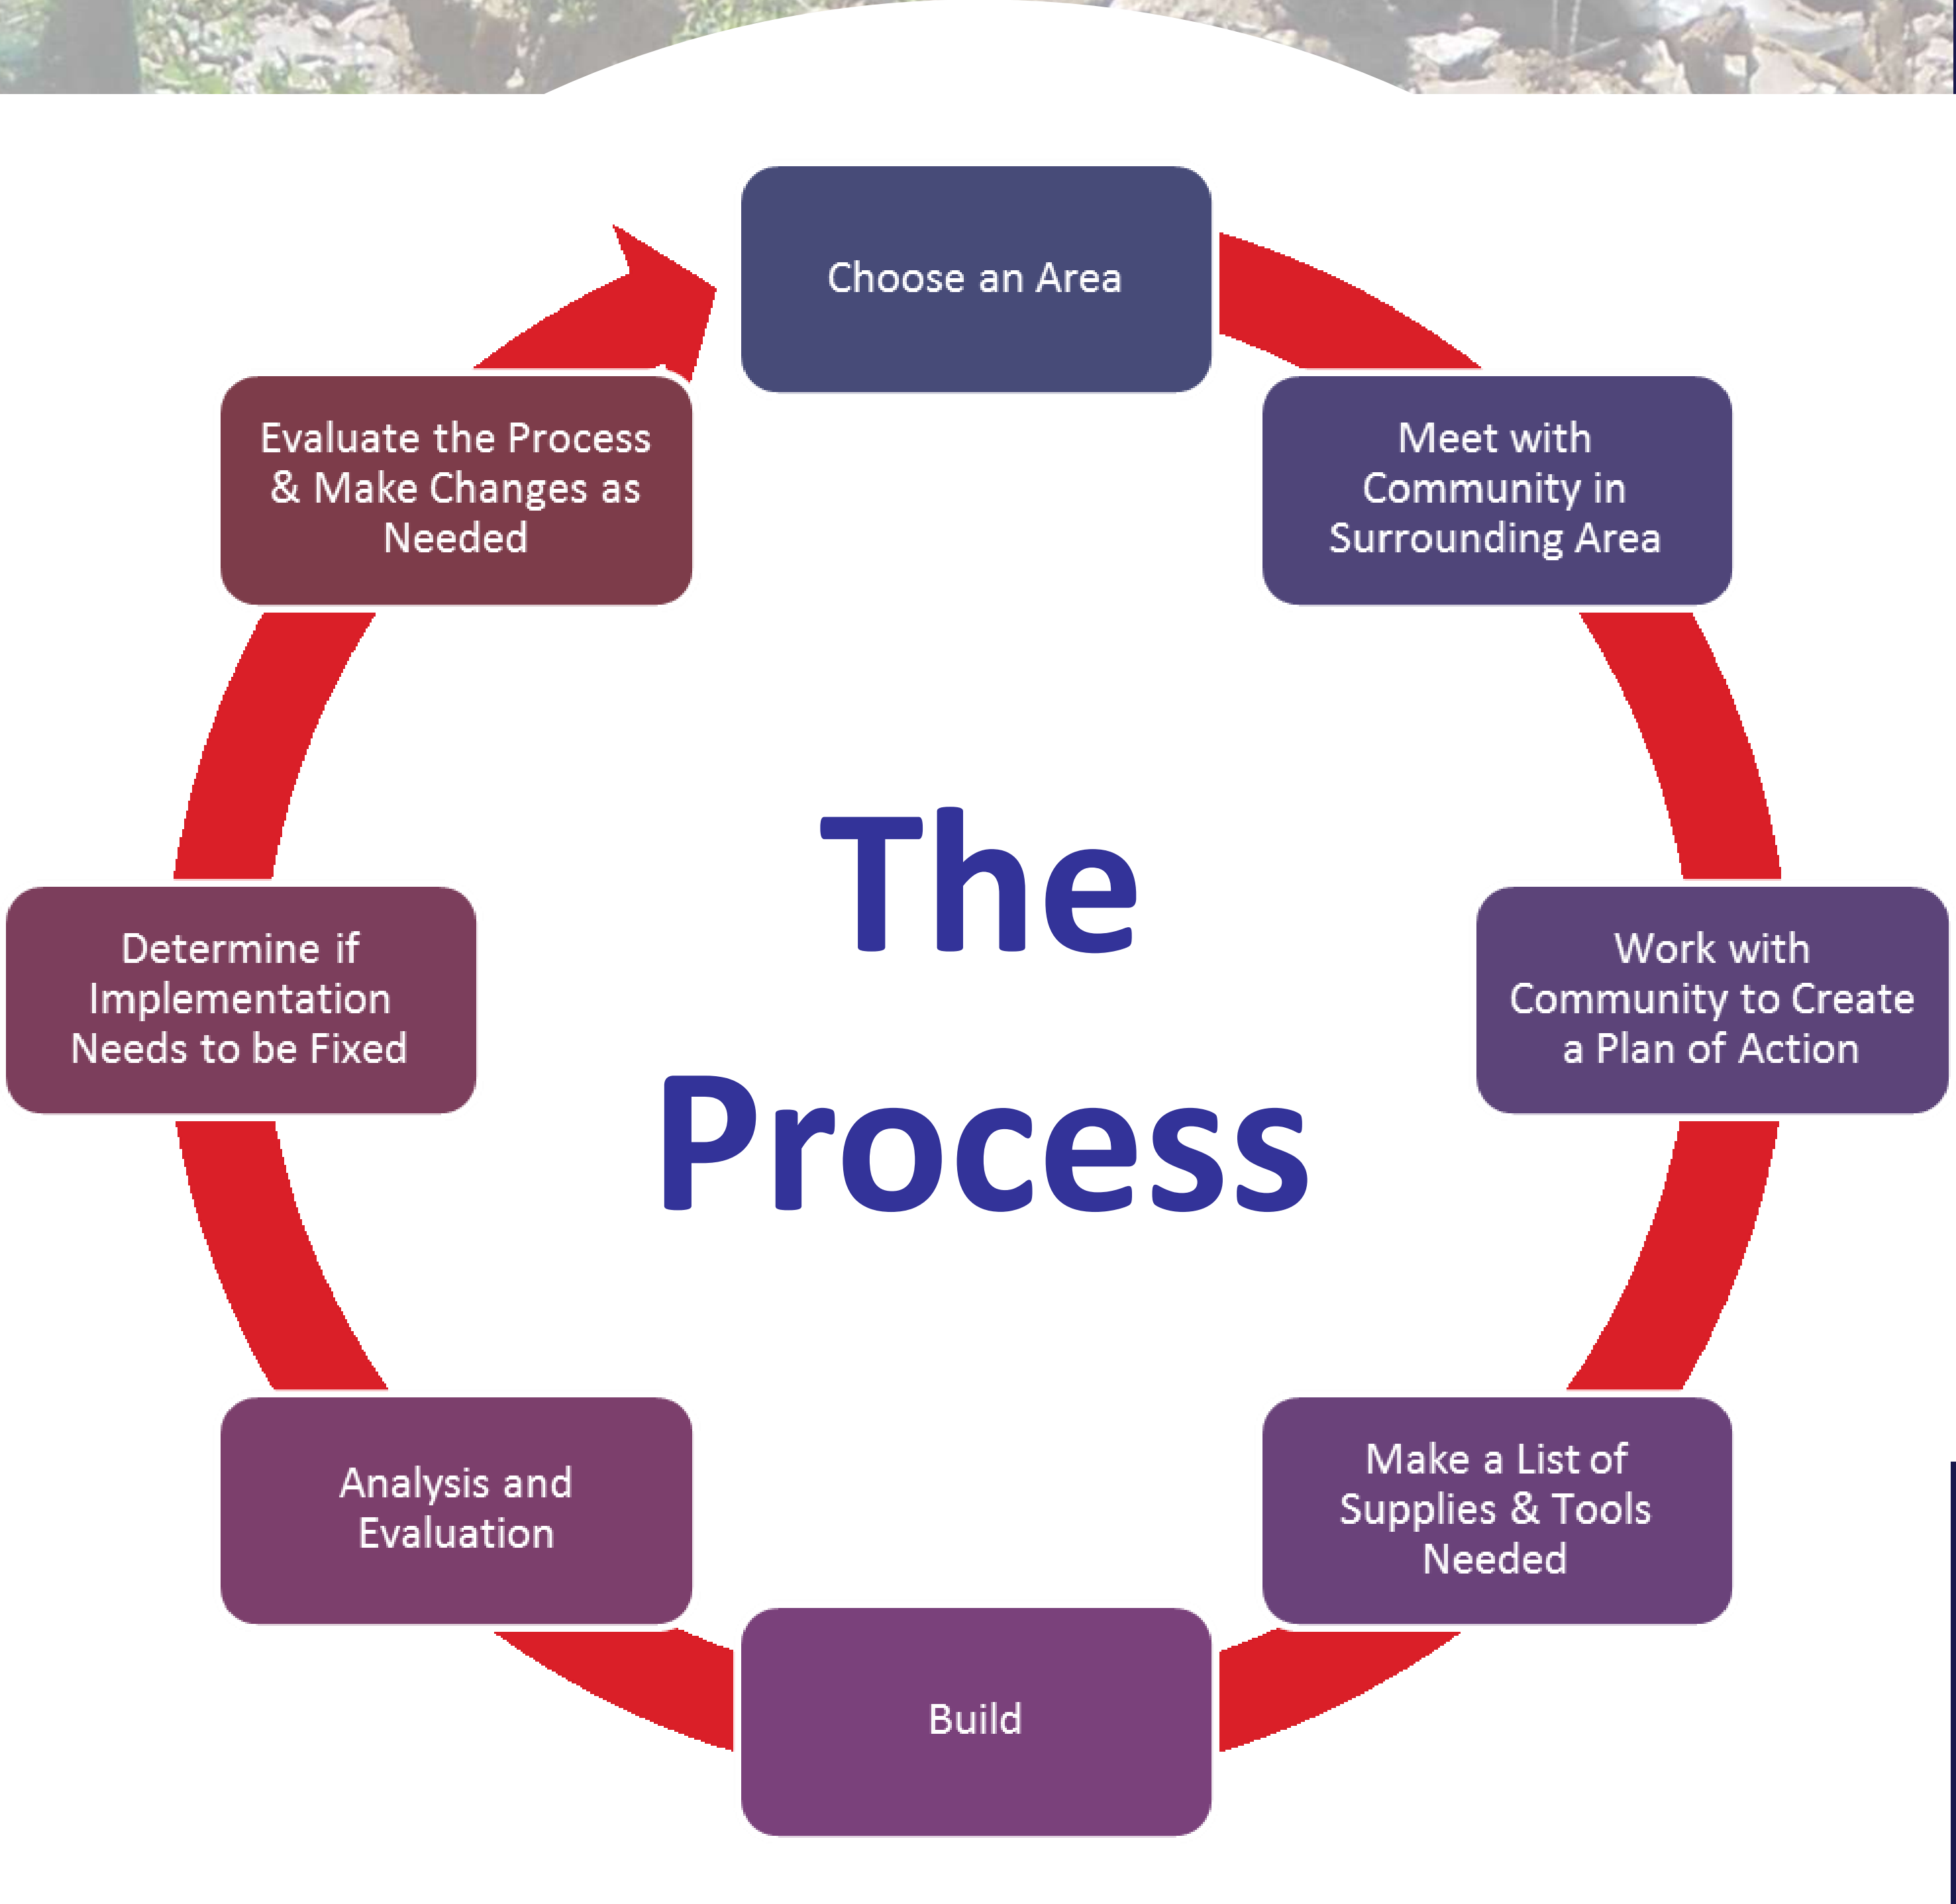 Choose an Area
Meet with
Community in
Surrounding Area
Work with
Community to Create
a Plan of Action
Make a List of
Supplies & Tools
Needed
Build
Analysis and
Evaluation
Determine if
Implementation
Needs to be Fixed
Evaluate the Process
& Make Changes as
Needed
The
Process